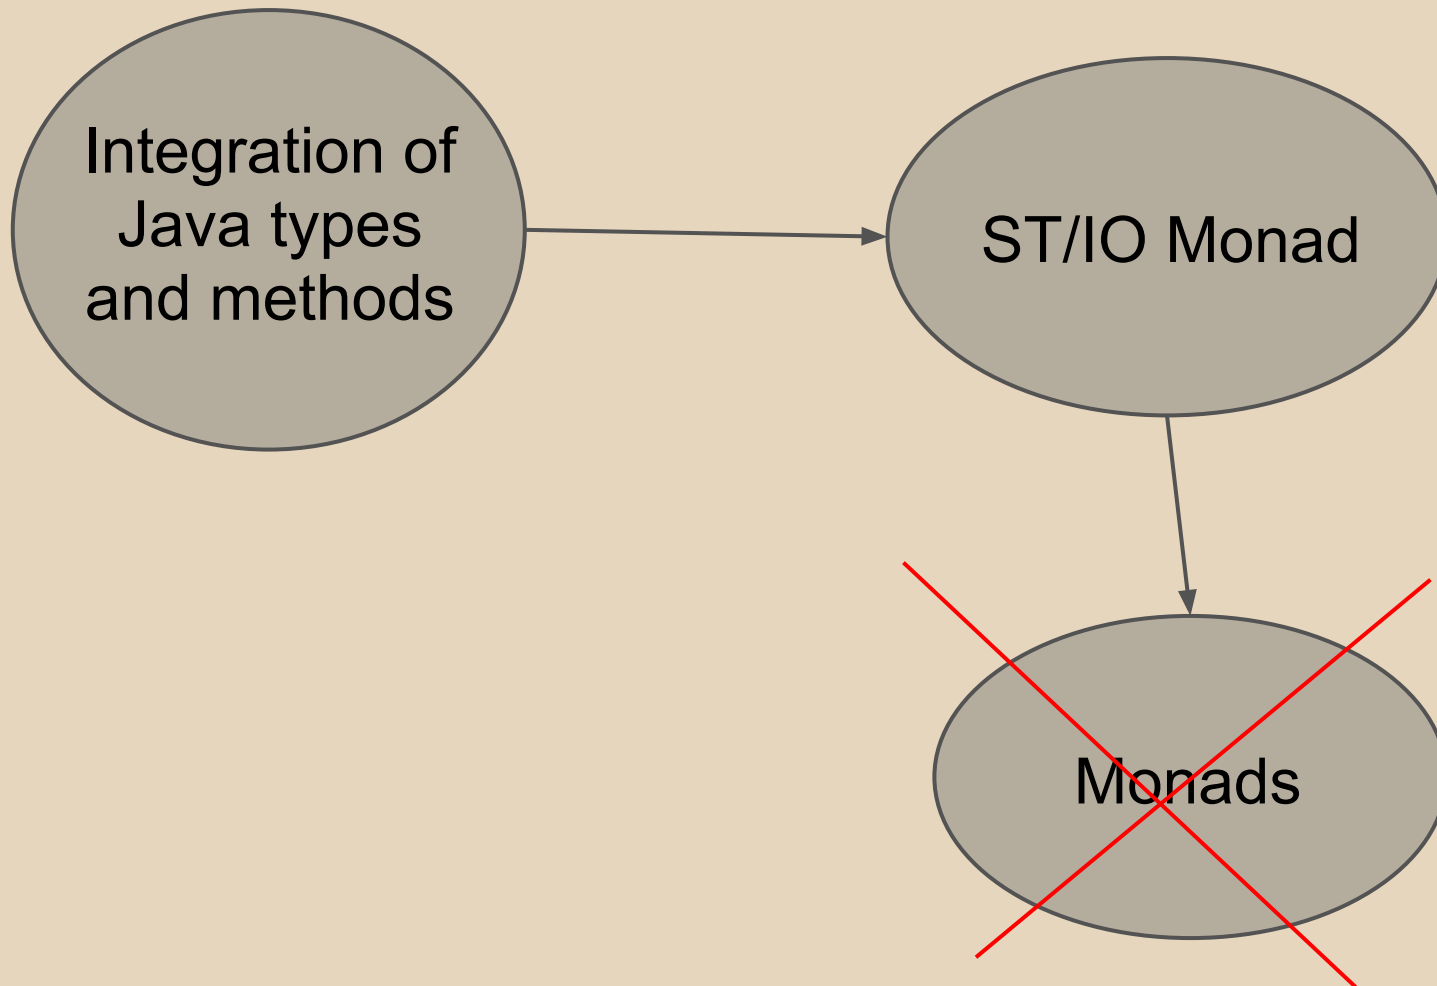 Integration of
Java types
and methods
ST/IO Monad
Monads